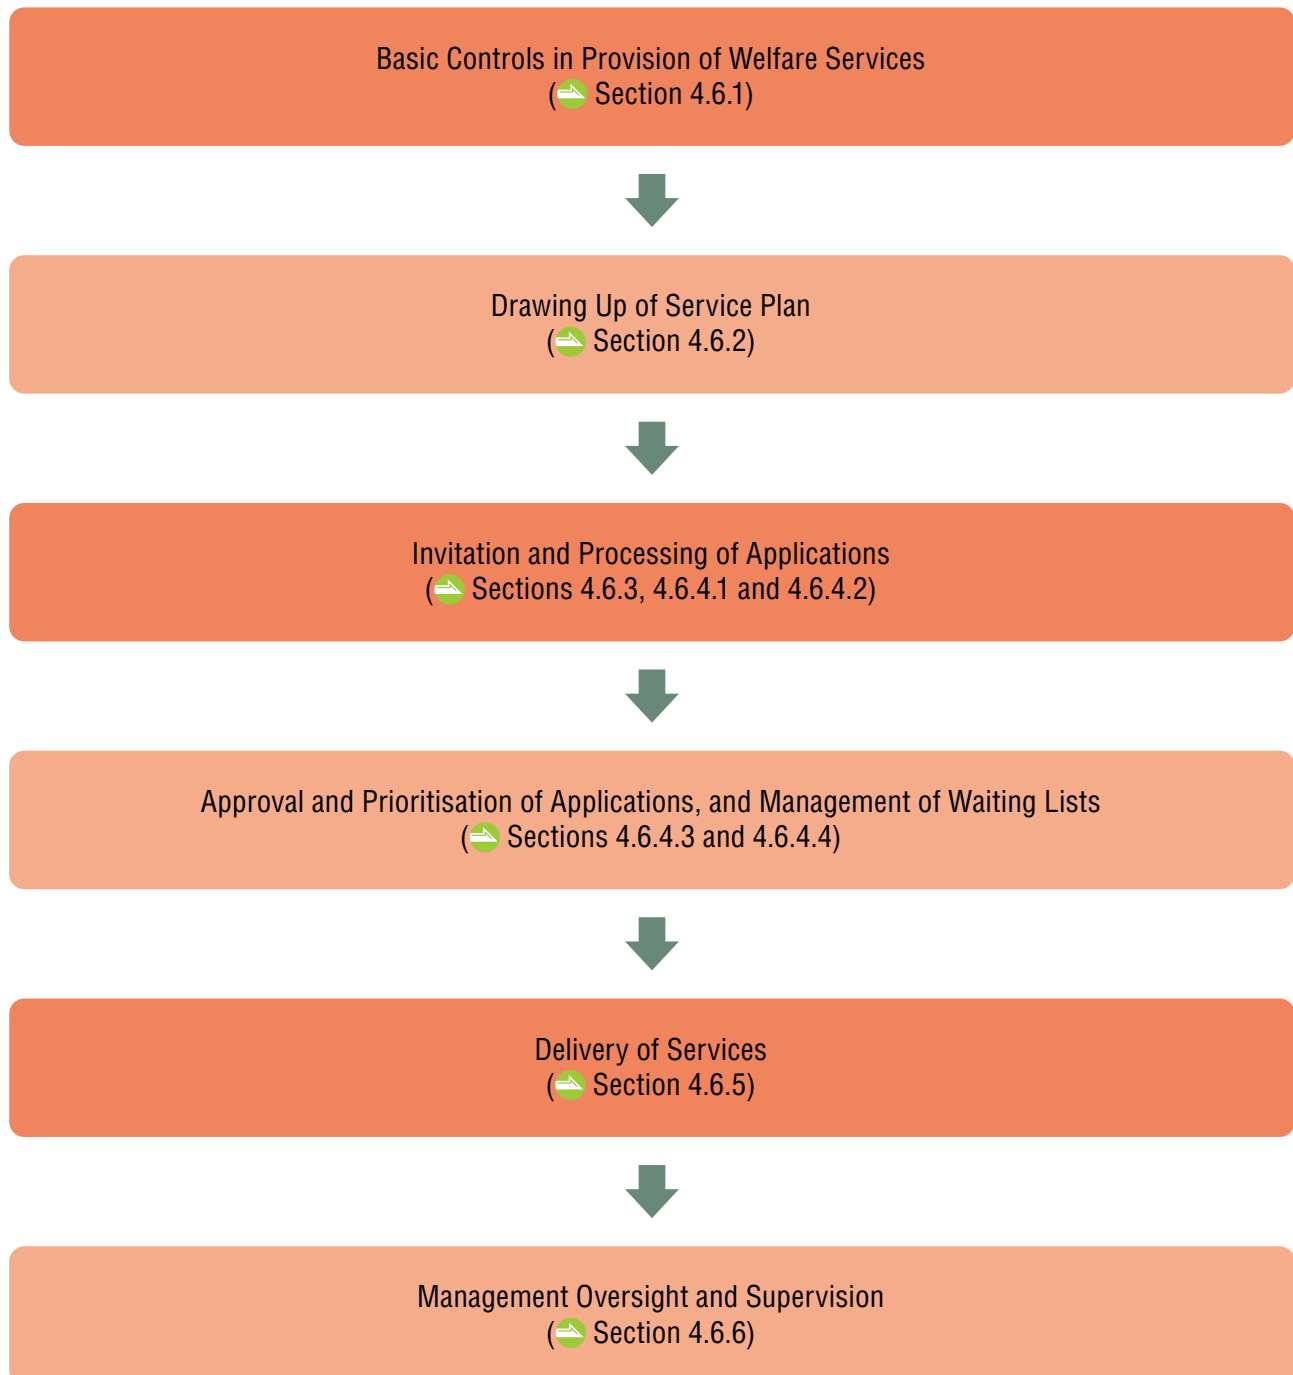 Basic Controls in Provision of Welfare Services
( Section 4.6.1)
Drawing Up of Service Plan
( Section 4.6.2)
Invitation and Processing of Applications
( Sections 4.6.3, 4.6.4.1 and 4.6.4.2)
Approval and Prioritisation of Applications, and Management of Waiting Lists
( Sections 4.6.4.3 and 4.6.4.4)
Delivery of Services
( Section 4.6.5)
Management Oversight and Supervision
( Section 4.6.6)